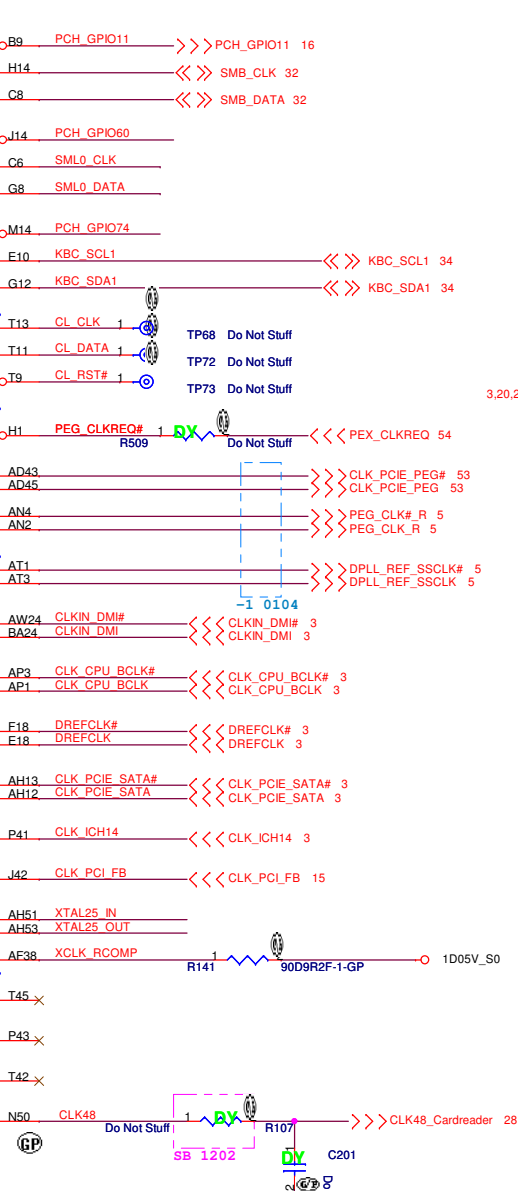 B9 PCH_GPIO11 PCH_GPIO11 16
H14 SMB_CLK 32
C8 SMB_DATA 32
J14 PCH_GPIO60
C6 SML0_CLK
G8 SML0_DATA
M14 PCH_GPIO74
E10 KBC_SCL1 KBC_SCL1 34
G12 KBC_SDA1 KBC_SDA1 34
T13 CL_CLK 1 TP68 Do Not Stuff
T11 CL_DATA 1 TP72 Do Not Stuff
T9 CL_RST# 1 TP73 Do Not Stuff
3,20,2
H1 PEG_CLKREQ# 1 DY PEX_CLKREQ 54
R509 Do Not Stuff
AD43 CLK_PCIE_PEG# 53
AD45 CLK_PCIE_PEG 53
AN4 PEG_CLK#_R 5
AN2 PEG_CLK_R 5
AT1 DPLL_REF_SSCLK# 5
AT3 DPLL_REF_SSCLK 5
-1 0104
AW24 CLKIN_DMI# CLKIN_DMI# 3
BA24 CLKIN_DMI CLKIN_DMI 3
AP3 CLK_CPU_BCLK# CLK_CPU_BCLK# 3
AP1 CLK_CPU_BCLK CLK_CPU_BCLK 3
F18 DREFCLK# DREFCLK# 3
E18 DREFCLK DREFCLK 3
AH13 CLK_PCIE_SATA# CLK_PCIE_SATA# 3
AH12 CLK_PCIE_SATA CLK_PCIE_SATA 3
P41 CLK_ICH14 CLK_ICH14 3
J42 CLK_PCI_FB CLK_PCI_FB 15
AH51 XTAL25_IN
AH53 XTAL25_OUT
AF38 XCLK_RCOMP 1 1D05V_S0
R141 90D9R2F-1-GP
T45
P43
T42
N50 CLK48 1 DY CLK48_Cardreader 28
Do Not Stuff R107
GP
SB 1202
1
DY C201
2 Do